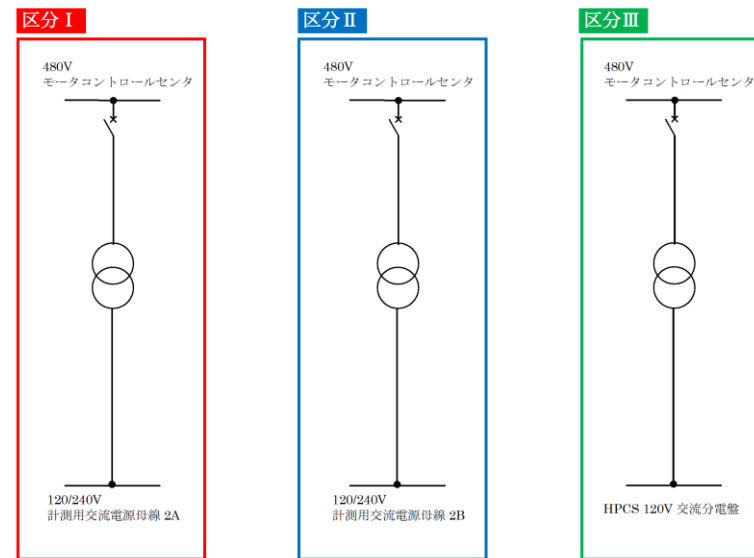 区分Ⅰ
480V
モータコントロールセンタ
120/240V
計測用交流電源母線 2A
区分Ⅱ
480V
モータコントロールセンタ
120/240V
計測用交流電源母線 2B
区分Ⅲ
480V
モータコントロールセンタ
HPCS 120V 交流分電盤